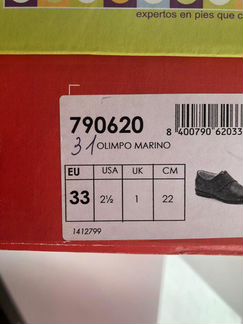 expertos en pies que c
790620
8 400790 62033
31 OLIMPO MARINO
EU USA UK CM
33 2½ 1 22
1412799